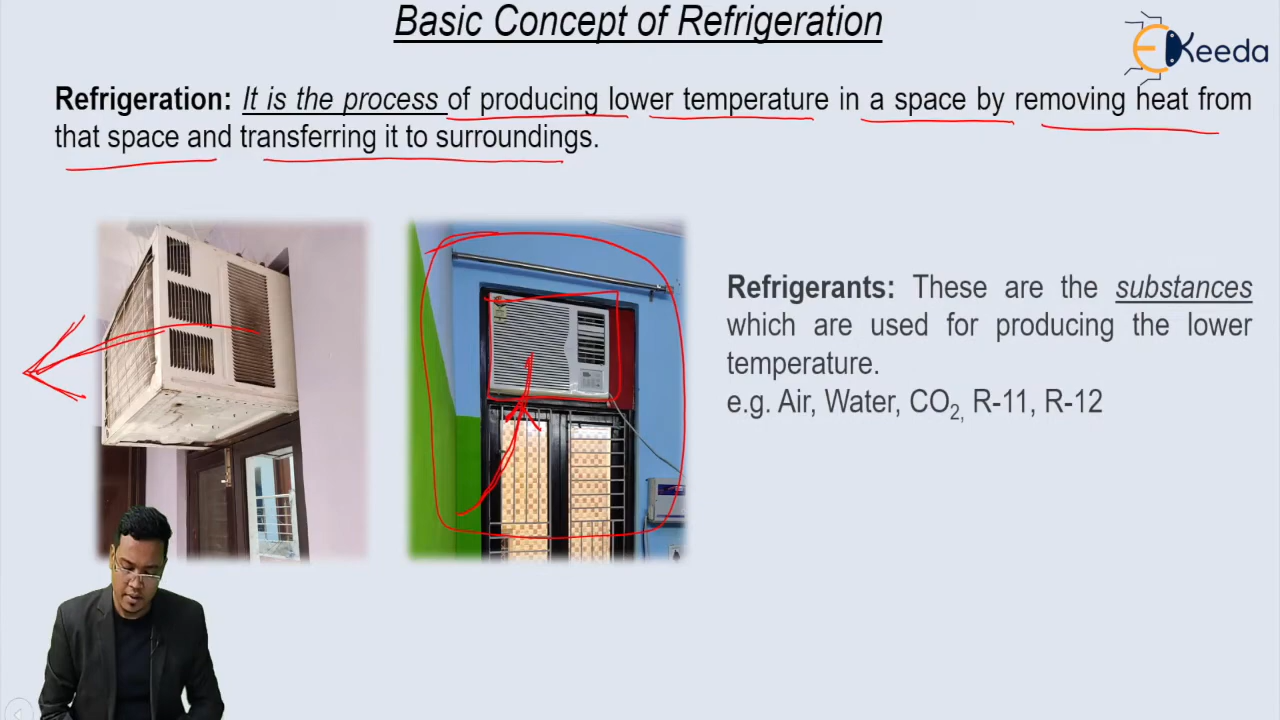 Basic Concept of Refrigeration
Keeda
Refrigeration: It is the process of producing lower temperature in a space by removing heat from
that space and transferring it to surroundings.
Refrigerants: These are the substances
which are used for producing the lower
temperature.
e.g. Air, Water, CO2, R-11, R-12